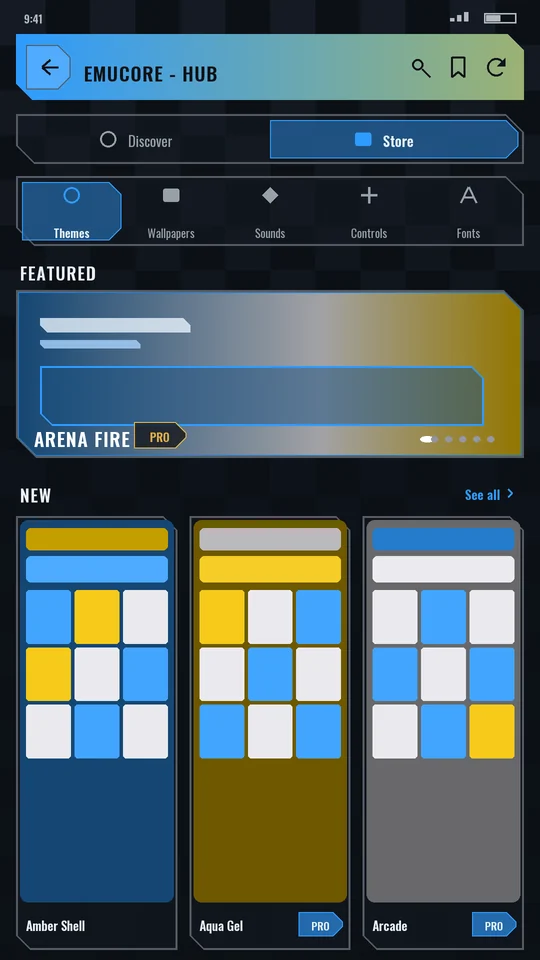 9:41
EMUCORE - HUB
Discover
Store
Themes
Wallpapers
Sounds
Controls
Fonts
FEATURED
ARENA FIRE
PRO
NEW
See all
Amber Shell
Aqua Gel
PRO
Arcade
PRO